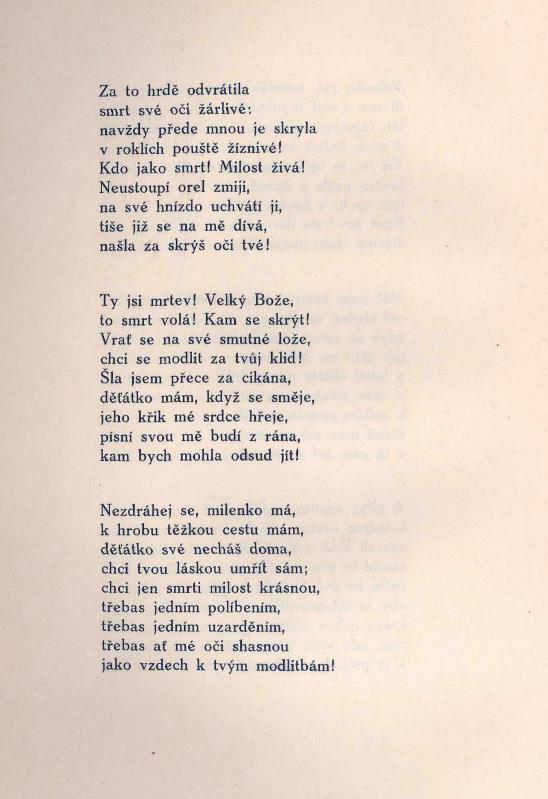 Za to hrdě odvrátila
smrt své oči žárlivé:
navždy přede mnou je skryla
v roklích pouště žíznivé!
Kdo jako smrt! Milost živá!
Neustoupí orel zmiji,
na své hnízdo uchvátí ji,
tiše již se na mě dívá,
našla za skrýš oči tvé!
Ty jsi mrtev! Velký Bože,
to smrt volá! Kam se skrýt!
Vrať se na své smutné lože,
chci se modlit za tvůj klid!
Šla jsem přece za cikána,
děťátko mám, když se směje,
jeho křik mé srdce hřeje,
písní svou mě budí z rána,
kam bych mohla odsud jít!
Nezdráhej se, milenko má,
k hrobu těžkou cestu mám,
děťátko své necháš doma,
chci tvou láskou umřít sám;
chci jen smrti milost krásnou,
třebas jedním políbením,
třebas jedním uzarděním,
třebas ať mé oči shasnou
jako vzdech k tvým modlitbám!